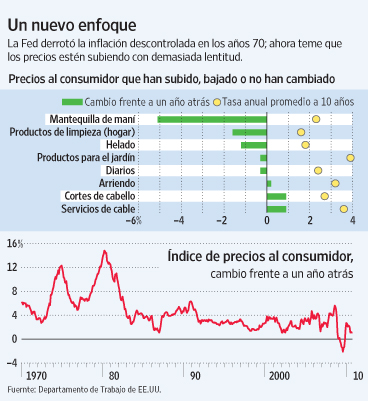 Un nuevo enfoque
La Fed derrotó la inflación descontrolada en los años 70; ahora teme que
los precios estén subiendo con demasiada lentitud.
Precios al consumidor que han subido, bajado o no han cambiado
Cambio frente a un año atrás Tasa anual promedio a 10 años
Mantequilla de maní
Productos de limpieza (hogar)
Helado
Productos para el jardín
Diarios
Arriendo
Cortes de cabello
Servicios de cable
−6% −4 −2 0 2 4
Índice de precios al consumidor,
cambio frente a un año atrás
16%
12
8
4
0
−4
1970 80 90 2000 10
Fuernte: Departamento de Trabajo de EE.UU.